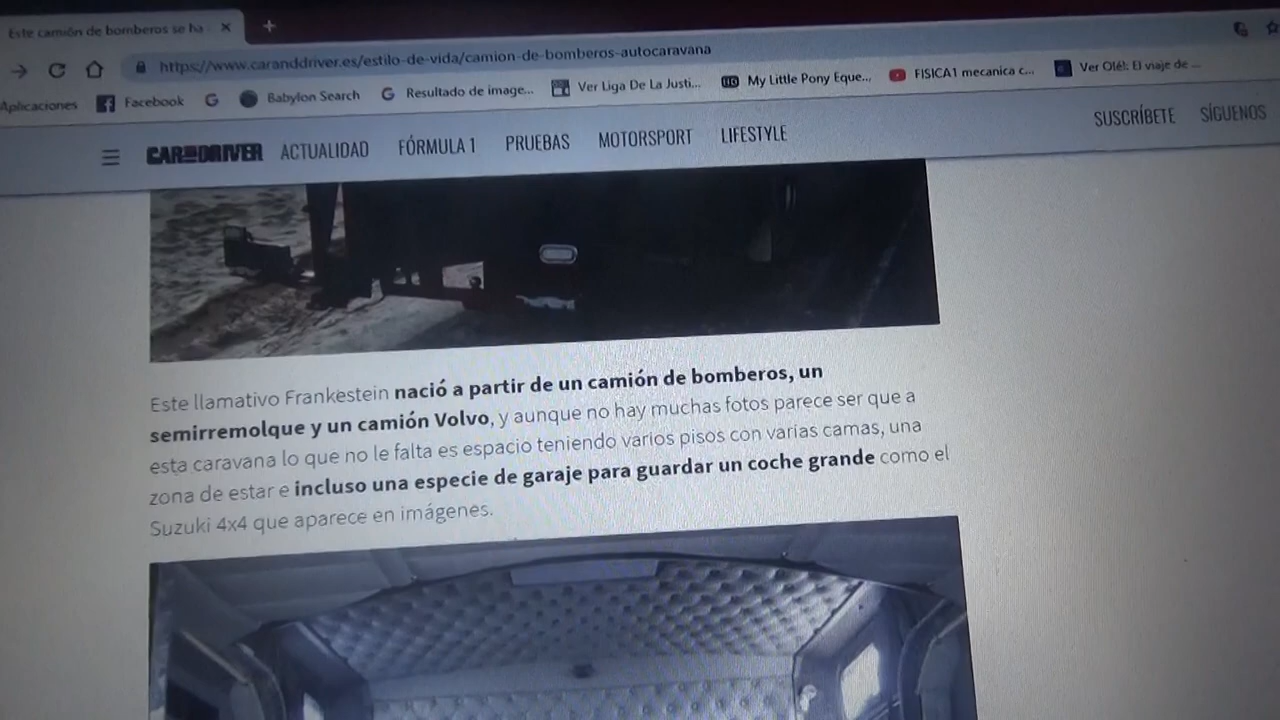 Este camión de bomberos se ha
https://www.caranddriver.es/estilo-de-vida/camion-de-bomberos-autocaravana
Aplicaciones Facebook Babylon Search Resultado de image... Ver Liga De La Justi... My Little Pony Eque... FISICA1 mecanica c... Ver Olé!: El viaje de ...
CAR AND DRIVER ACTUALIDAD FÓRMULA 1 PRUEBAS MOTORSPORT LIFESTYLE SUSCRÍBETE SÍGUENOS
Este llamativo Frankestein nació a partir de un camión de bomberos, un
semirremolque y un camión Volvo, y aunque no hay muchas fotos parece ser que a
esta caravana lo que no le falta es espacio teniendo varios pisos con varias camas, una
zona de estar e incluso una especie de garaje para guardar un coche grande como el
Suzuki 4x4 que aparece en imágenes.